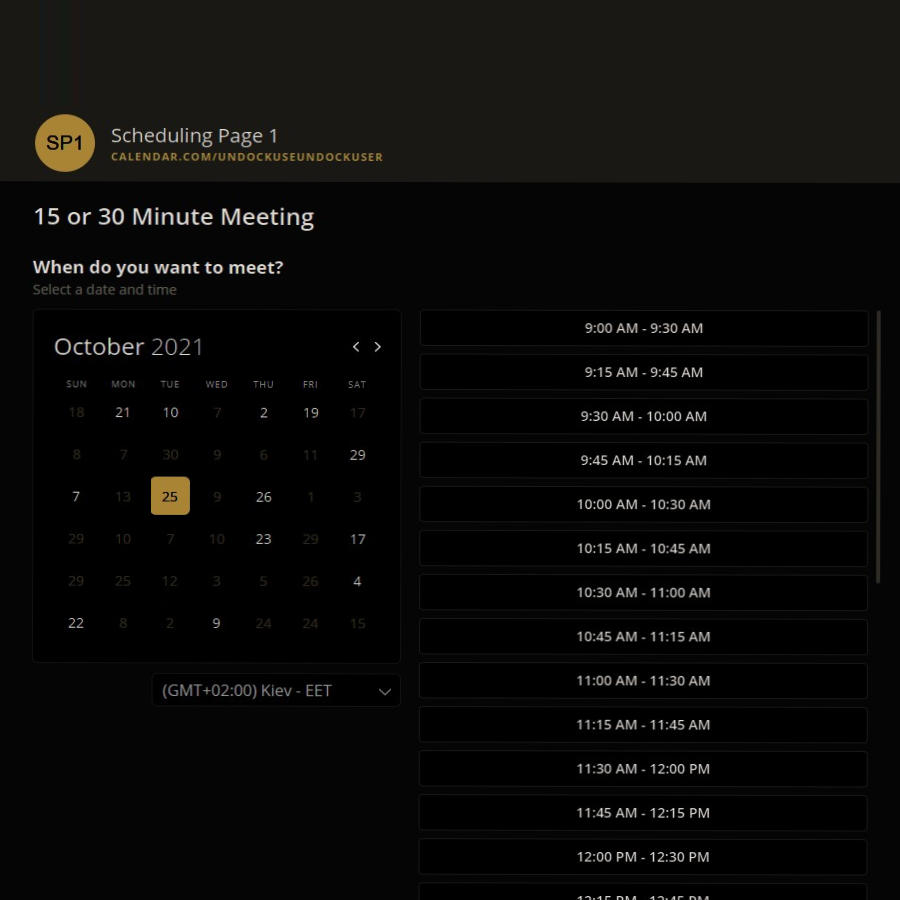 SP1
Scheduling Page 1
CALENDAR.COM/UNDOCKUSEUNDOCKUSER
15 or 30 Minute Meeting
When do you want to meet?
Select a date and time
October 2021
SUN MON TUE WED THU FRI SAT
18 21 10 7 2 19 17
8 7 30 9 6 11 29
7 13 25 9 26 1 3
29 10 7 10 23 29 17
29 25 12 3 5 26 4
22 8 2 9 24 24 15
(GMT+02:00) Kiev - EET
9:00 AM - 9:30 AM
9:15 AM - 9:45 AM
9:30 AM - 10:00 AM
9:45 AM - 10:15 AM
10:00 AM - 10:30 AM
10:15 AM - 10:45 AM
10:30 AM - 11:00 AM
10:45 AM - 11:15 AM
11:00 AM - 11:30 AM
11:15 AM - 11:45 AM
11:30 AM - 12:00 PM
11:45 AM - 12:15 PM
12:00 PM - 12:30 PM
12:15 PM - 12:45 PM